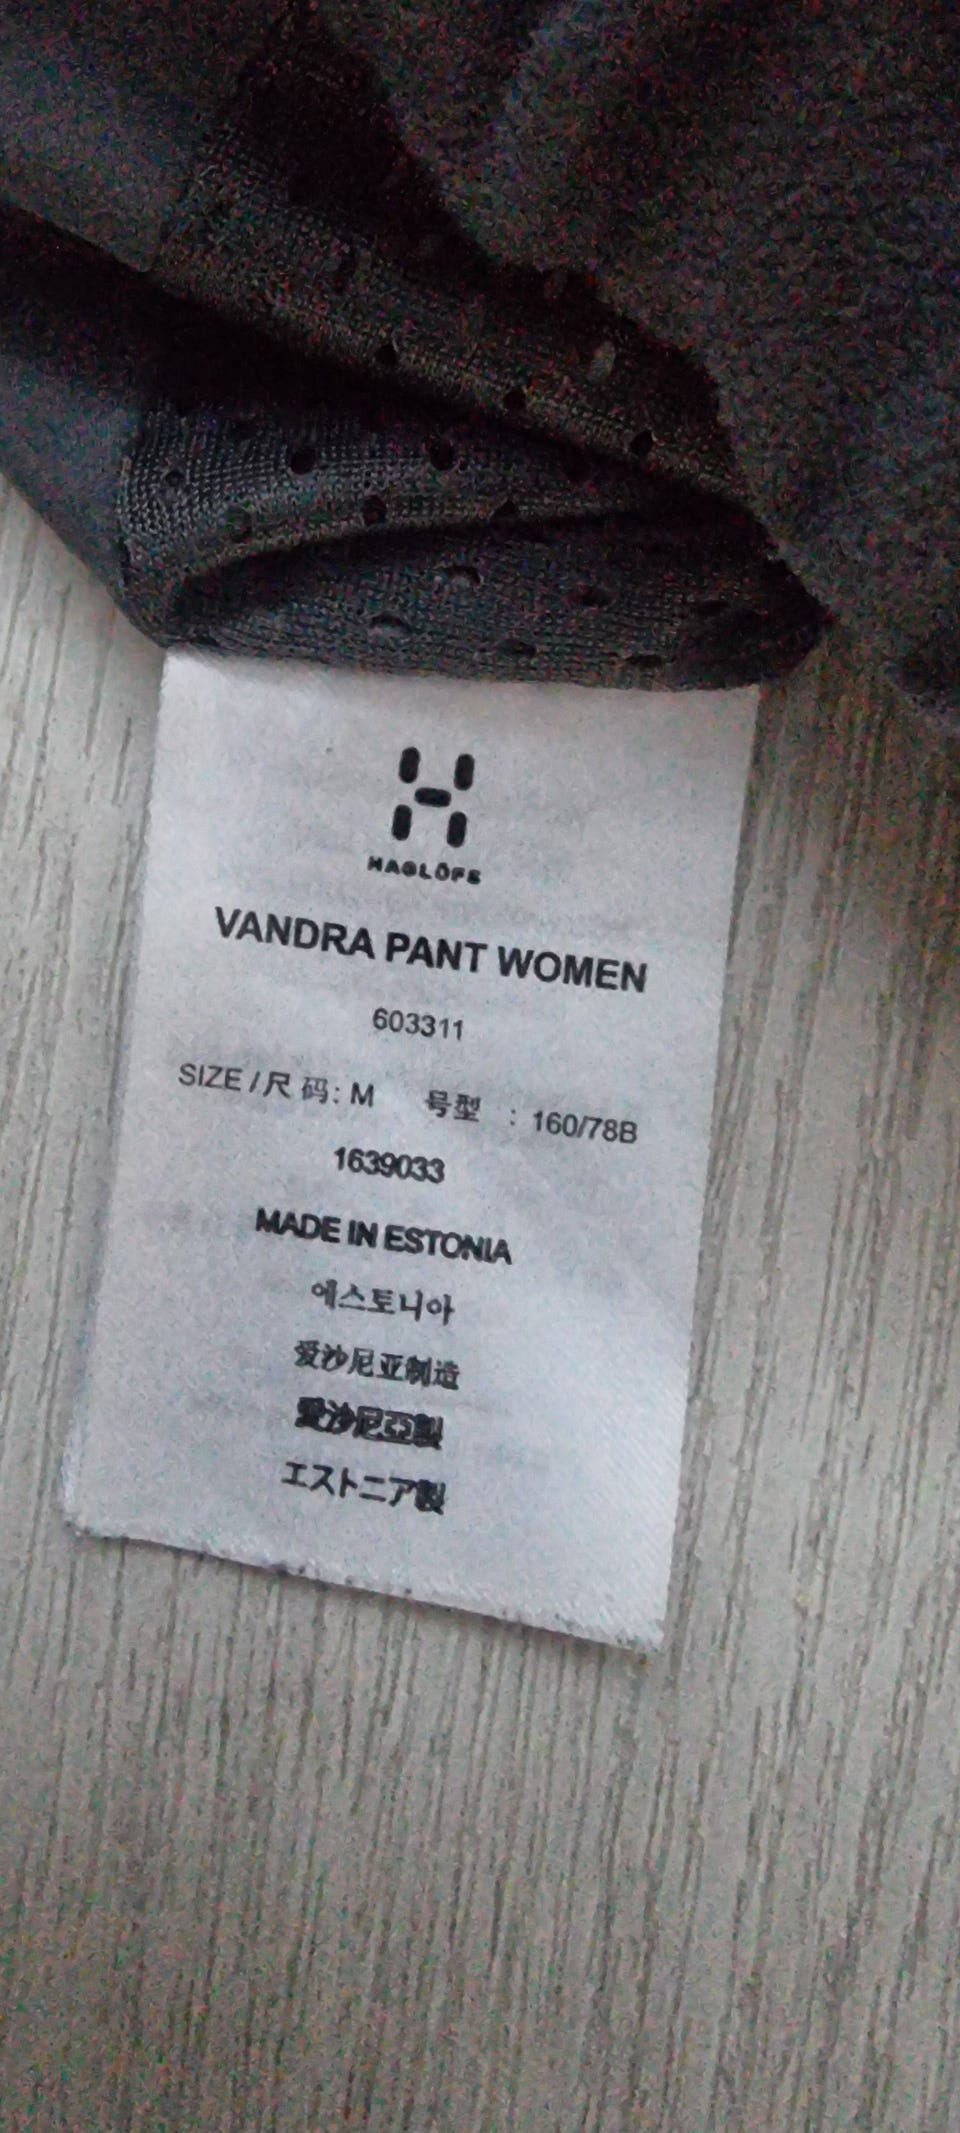 HAGLÖFS
VANDRA PANT WOMEN
603311
SIZE / 尺 码: M 号型 : 160/78B
1639033
MADE IN ESTONIA
에스토니아
爱沙尼亚制造
愛沙尼亞製
エストニア製